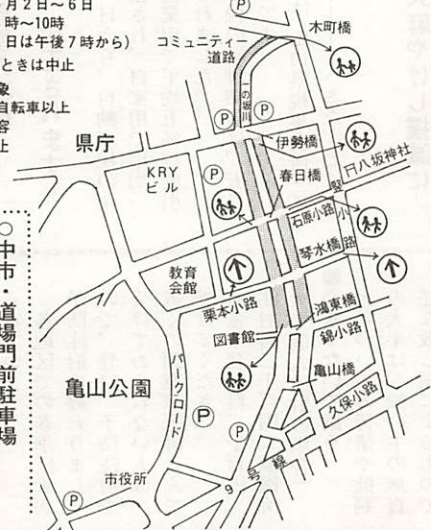 月２日～６日
時～10時
日は午後７時から)
ときは中止
象
自転車以上
容
止
○中市・道場門前駐車場
P
木町橋
コミュニティー
道路
一の坂川
P
P
県庁
伊勢橋
KRY
ビル
P
八坂神社
春日橋
竪小路
石原小路
琴水橋
教育
会館
栗本小路
鴻東橋
図書館
錦小路
亀山橋
パークロード
亀山公園
久保小路
P
P
市役所
9号線
P
P